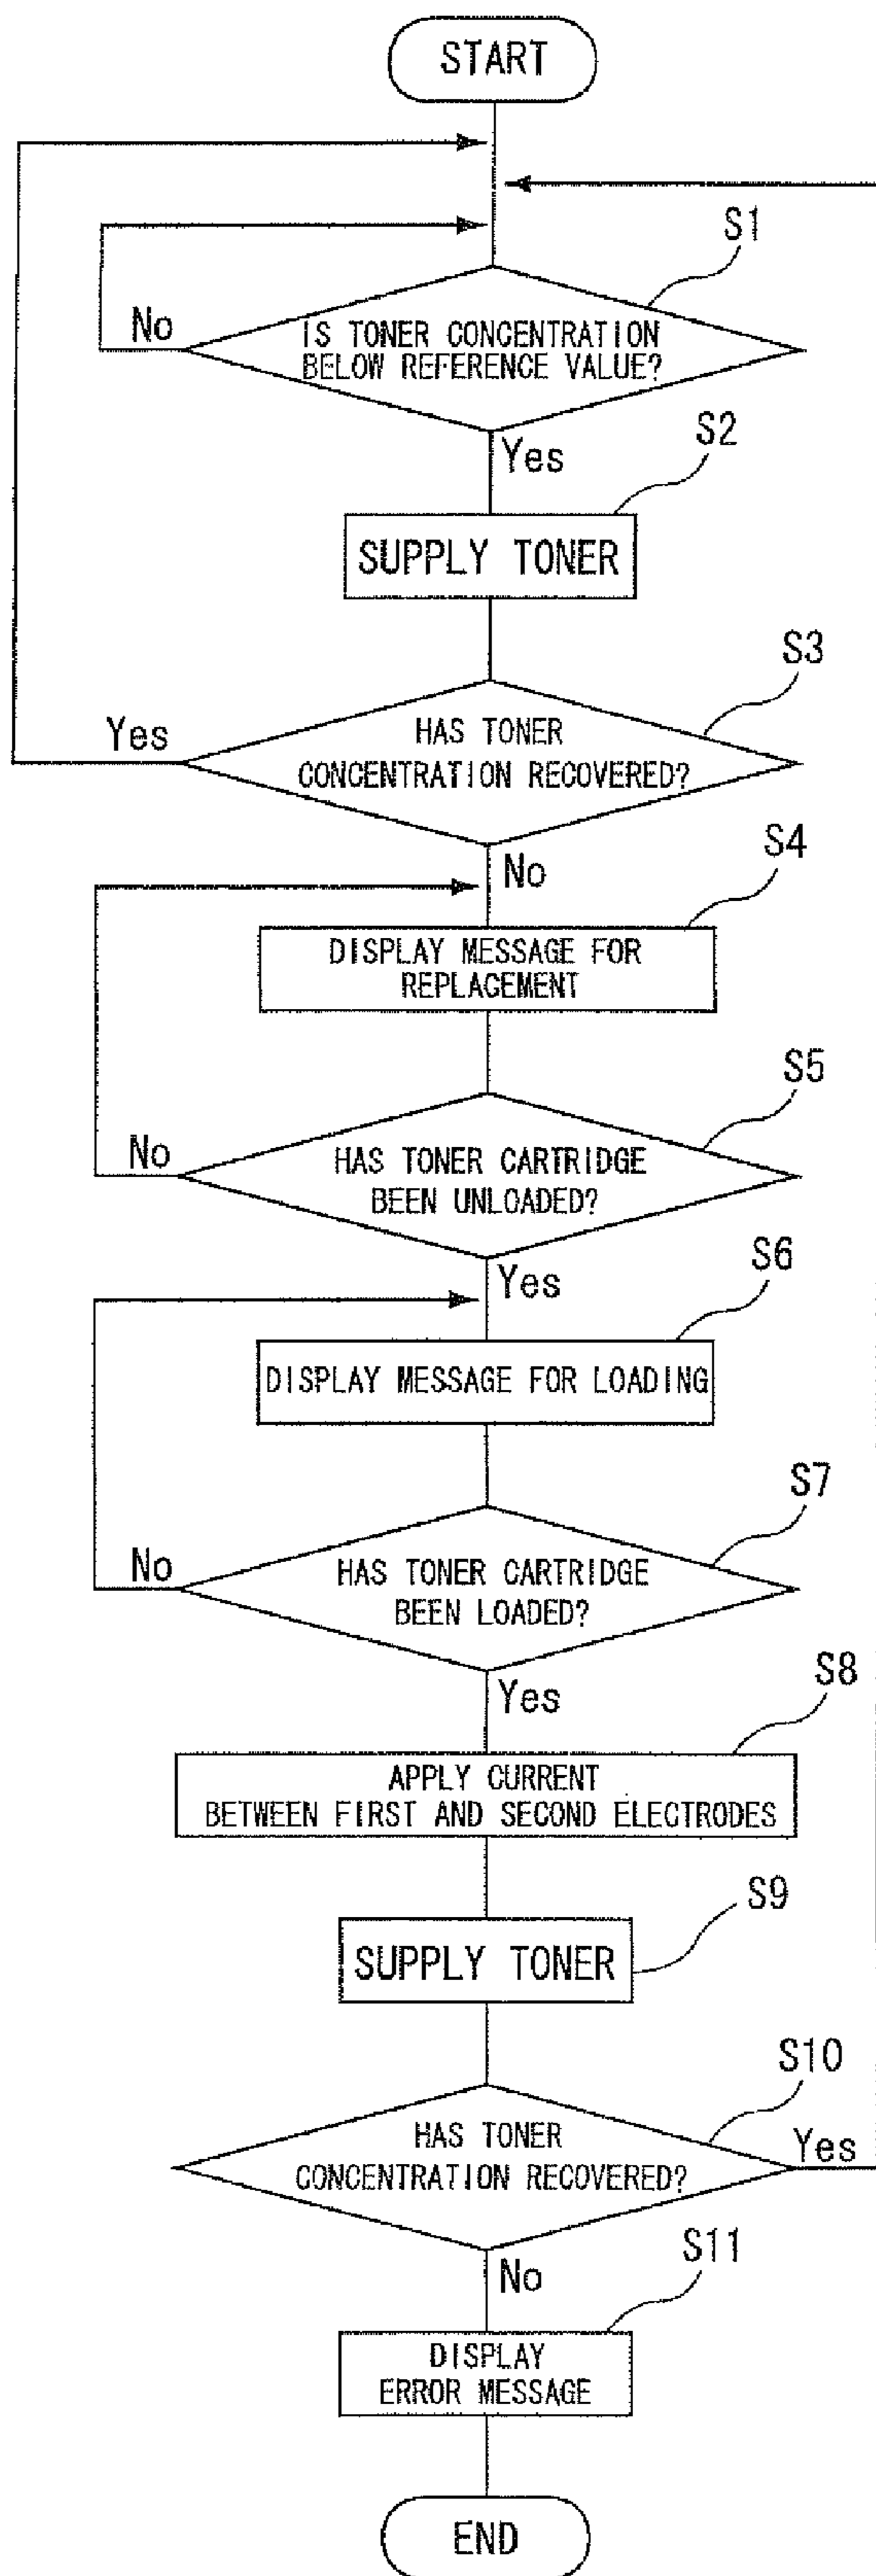 START
S1
No
IS TONER CONCENTRATION
BELOW REFERENCE VALUE?
Yes
S2
SUPPLY TONER
S3
Yes
HAS TONER
CONCENTRATION RECOVERED?
No
S4
DISPLAY MESSAGE FOR
REPLACEMENT
S5
No
HAS TONER CARTRIDGE
BEEN UNLOADED?
Yes
S6
DISPLAY MESSAGE FOR LOADING
S7
No
HAS TONER CARTRIDGE
BEEN LOADED?
Yes
S8
APPLY CURRENT
BETWEEN FIRST AND SECOND ELECTRODES
S9
SUPPLY TONER
S10
HAS TONER
CONCENTRATION RECOVERED?
Yes
No
S11
DISPLAY
ERROR MESSAGE
END